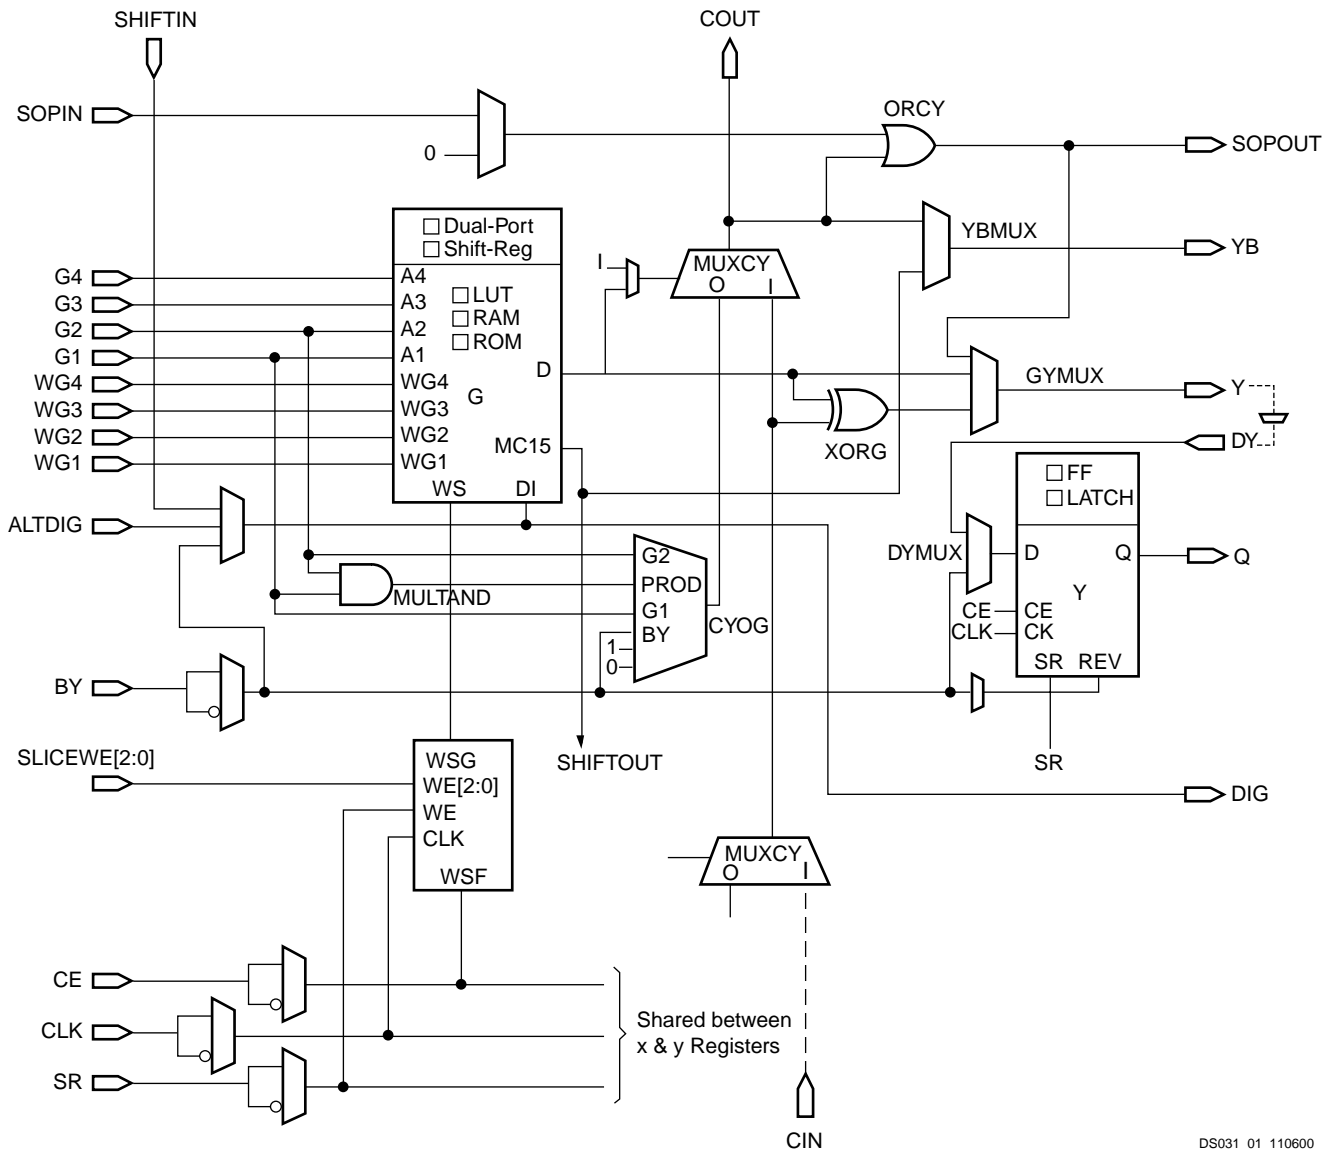 SHIFTIN
COUT
SOPIN
ORCY
0
SOPOUT
Dual-Port
Shift-Reg
YBMUX
YB
G4
A4
I
MUXCY
O I
G3
A3
LUT
G2
A2
RAM
G1
A1
ROM
D
WG4
WG4
G
GYMUX
Y
WG3
WG3
WG2
WG2
MC15
XORG
DY
WG1
WG1
WS DI
FF
LATCH
ALTDIG
G2
DYMUX
D
Q
Q
PROD
MULTAND
Y
G1
CYOG
CE
CE
BY
CLK
CK
1
0
SR REV
BY
SLICEWE[2:0]
WSG
SHIFTOUT
SR
WE[2:0]
DIG
WE
CLK
MUXCY
O I
WSF
CE
CLK
Shared between
x & y Registers
SR
CIN
DS031_01_110600